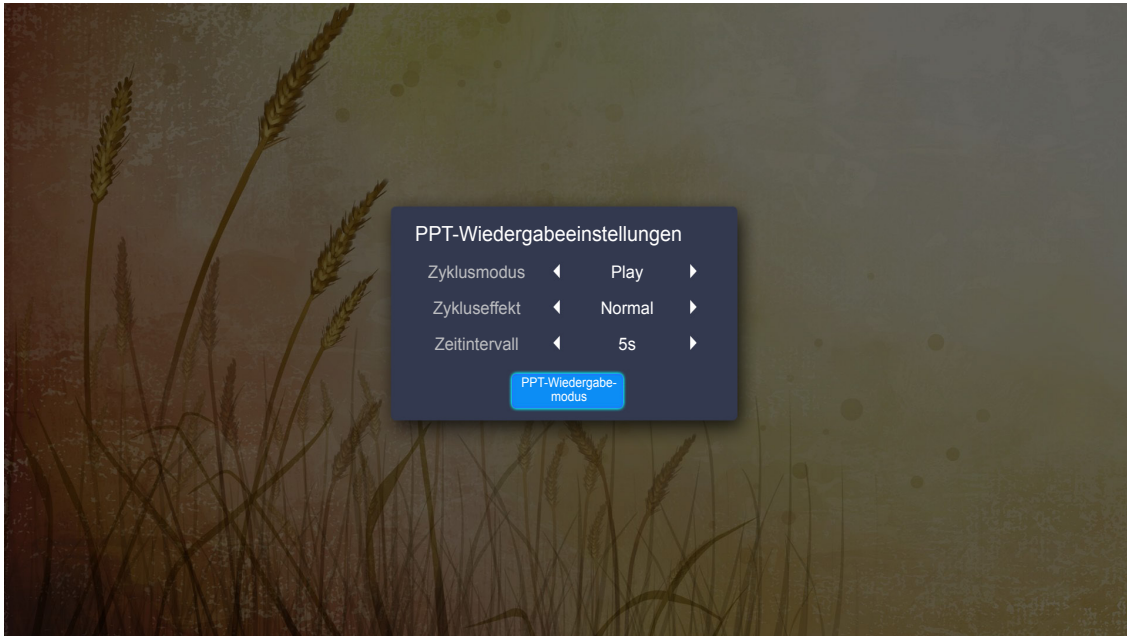 PPT-Wiedergabeeinstellungen
Zyklusmodus Play
Zykluseffekt Normal
Zeitintervall 5s
PPT-Wiedergabe-
modus